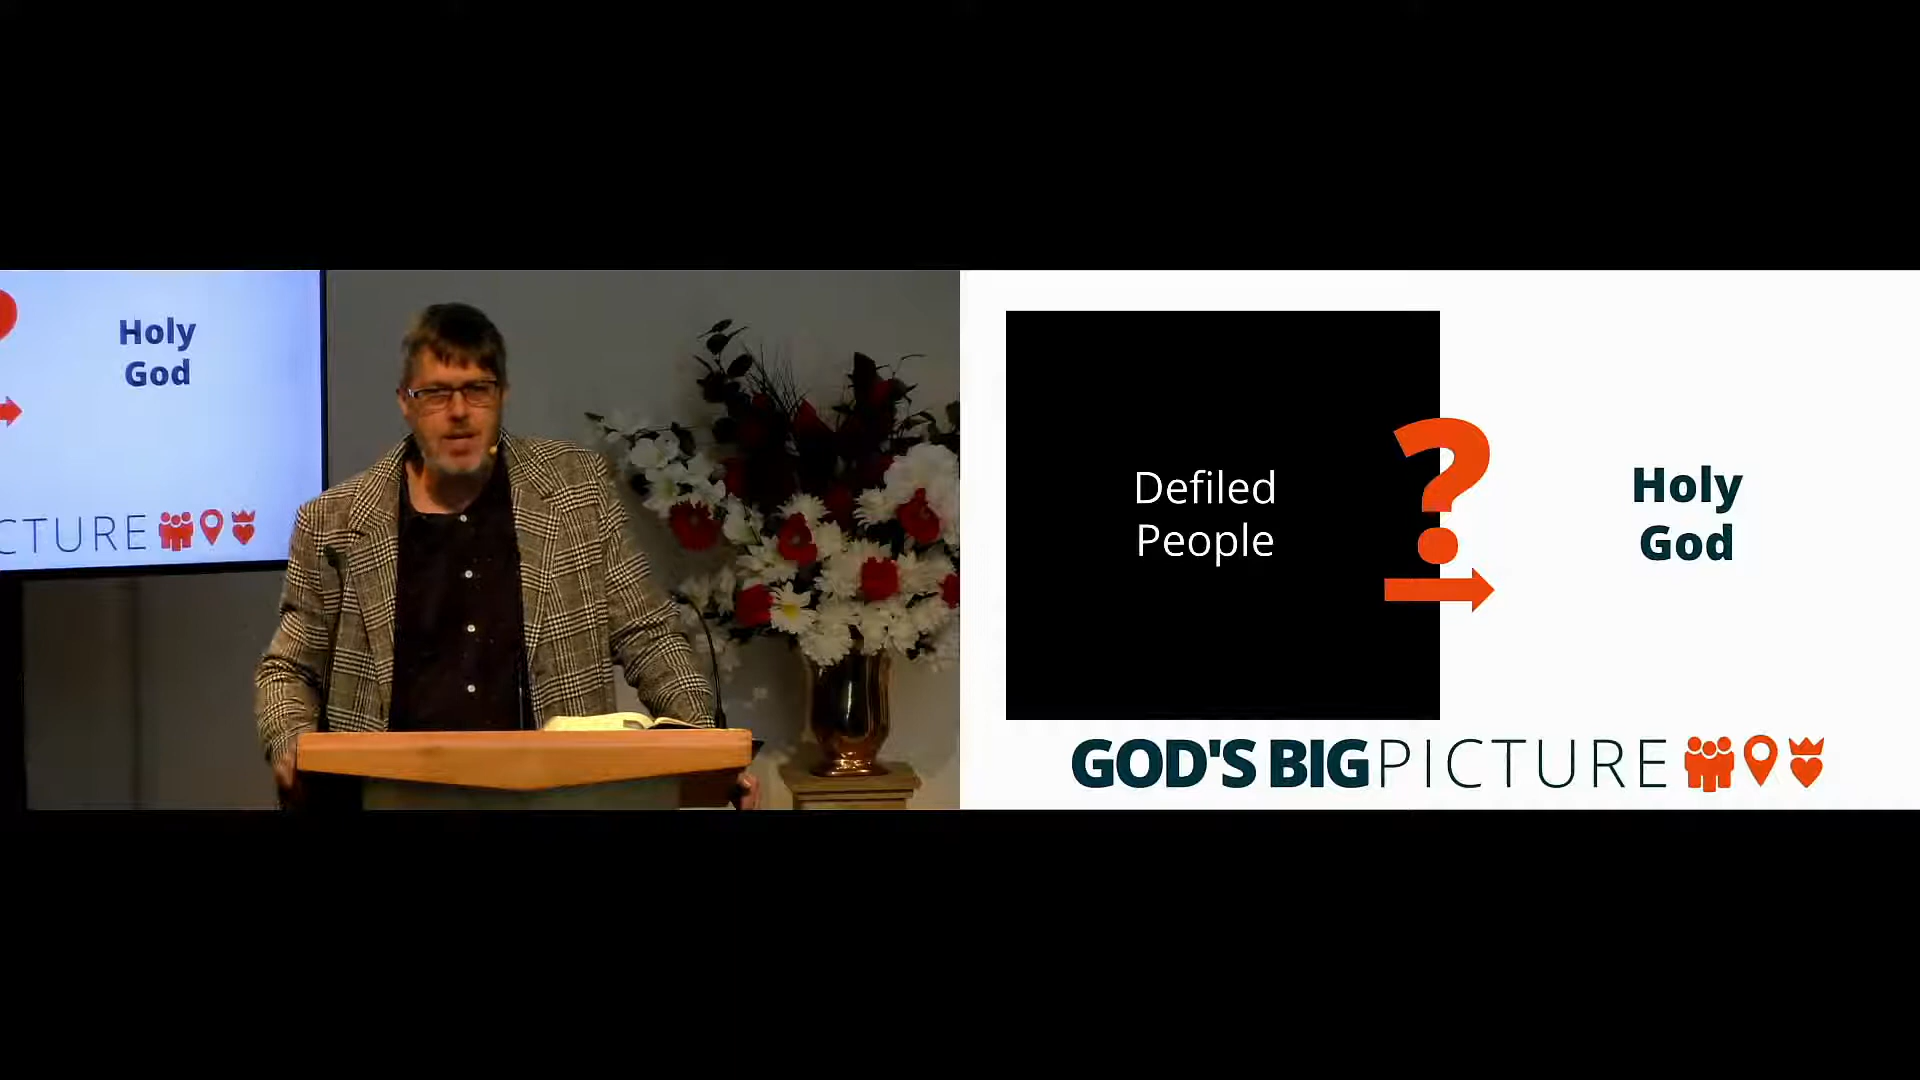 Holy
God
CTURE
Defiled
People
?
Holy
God
GOD'S BIG PICTURE